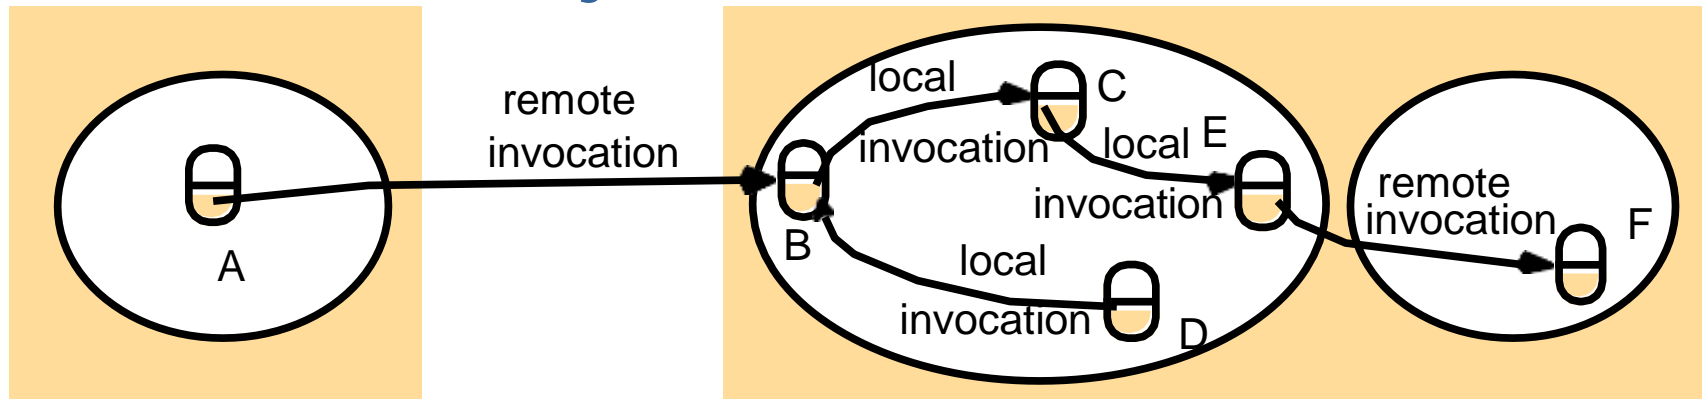 remote
invocation
A
B
local
invocation
C
local
invocation
E
local
invocation
D
remote
invocation
F